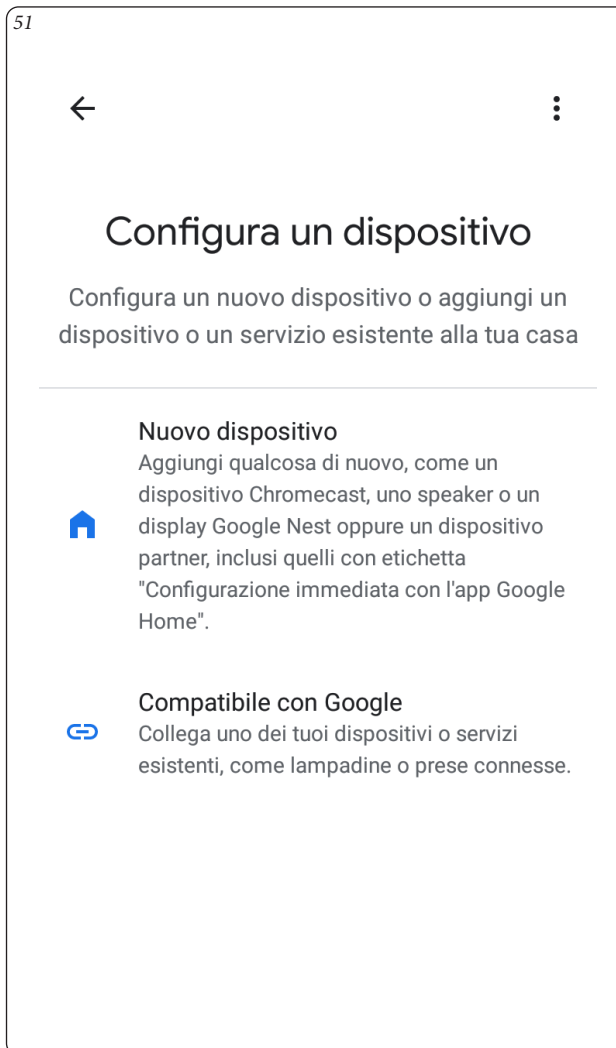 51
Configura un dispositivo
Configura un nuovo dispositivo o aggiungi un
dispositivo o un servizio esistente alla tua casa
Nuovo dispositivo
Aggiungi qualcosa di nuovo, come un
dispositivo Chromecast, uno speaker o un
display Google Nest oppure un dispositivo
partner, inclusi quelli con etichetta
"Configurazione immediata con l'app Google
Home".
Compatibile con Google
Collega uno dei tuoi dispositivi o servizi
esistenti, come lampadine o prese connesse.